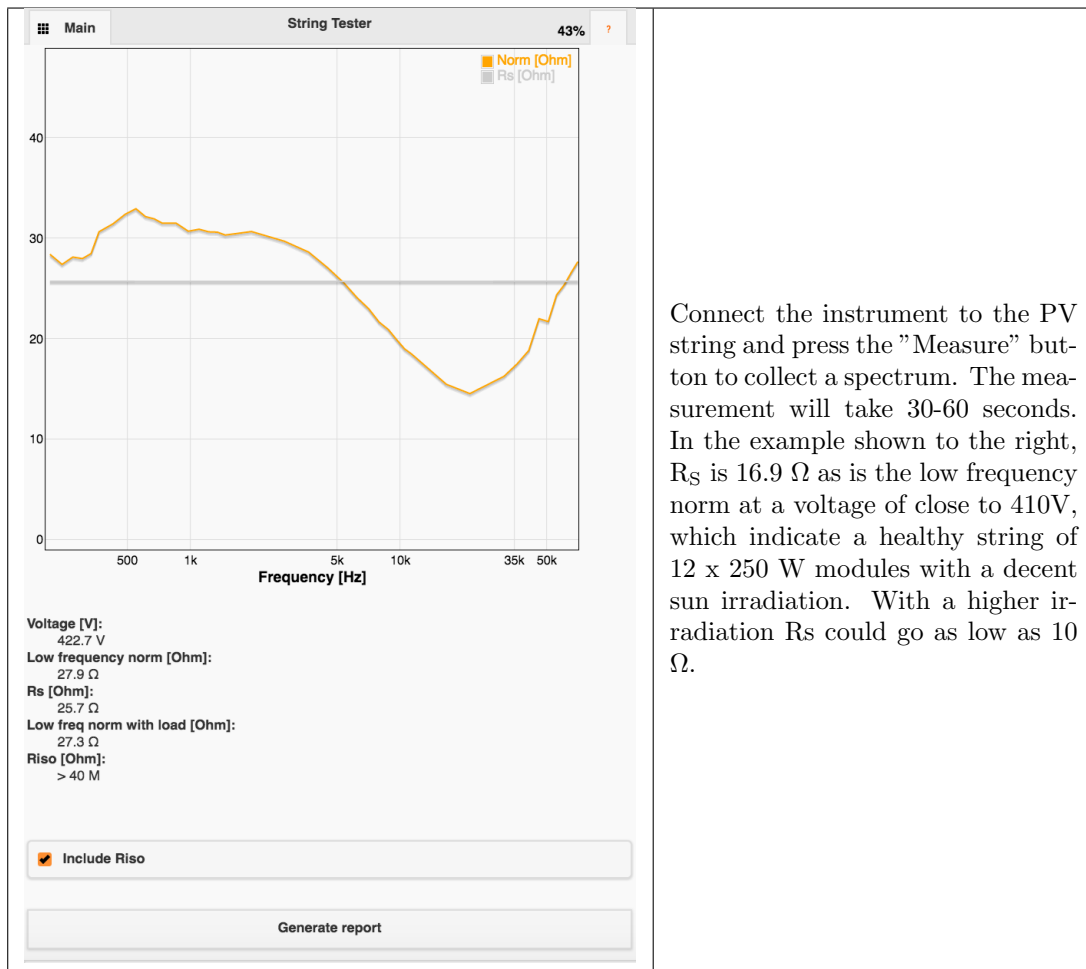 Main
String Tester
43%
?
Norm [Ohm]
Rs [Ohm]
40
30
20
10
0
500 1k 5k 10k 35k 50k
Frequency [Hz]
Voltage [V]:
422.7 V
Low frequency norm [Ohm]:
27.9 Ω
Rs [Ohm]:
25.7 Ω
Low freq norm with load [Ohm]:
27.3 Ω
Riso [Ohm]:
> 40 M
Include Riso
Generate report
Connect the instrument to the PV
string and press the ”Measure” but-
ton to collect a spectrum. The mea-
surement will take 30-60 seconds.
In the example shown to the right,
RS is 16.9 Ω as is the low frequency
norm at a voltage of close to 410V,
which indicate a healthy string of
12 x 250 W modules with a decent
sun irradiation. With a higher ir-
radiation Rs could go as low as 10
Ω.